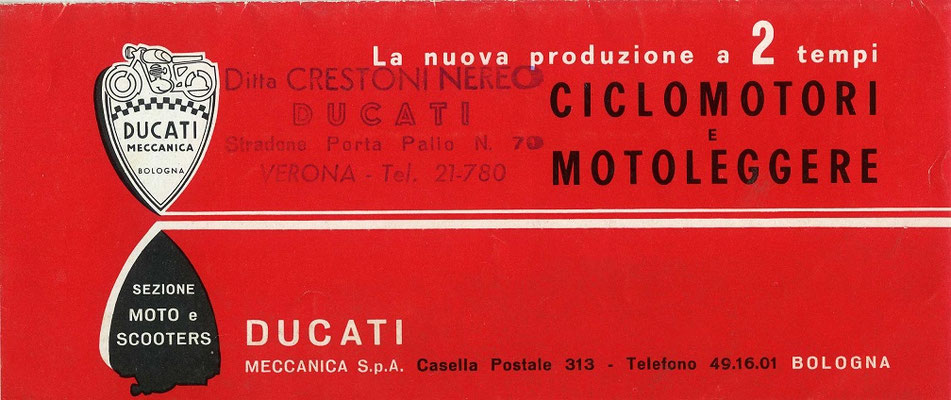 La nuova produzione a 2 tempi
CICLOMOTORI
E
MOTOLEGGERE
DUCATI
MECCANICA
BOLOGNA
Ditta CRESTONI NEREO
DUCATI
Stradone Porta Palio N. 70
VERONA - Tel. 21-780
SEZIONE
MOTO e
SCOOTERS
DUCATI
MECCANICA S.p.A. Casella Postale 313 - Telefono 49.16.01 BOLOGNA